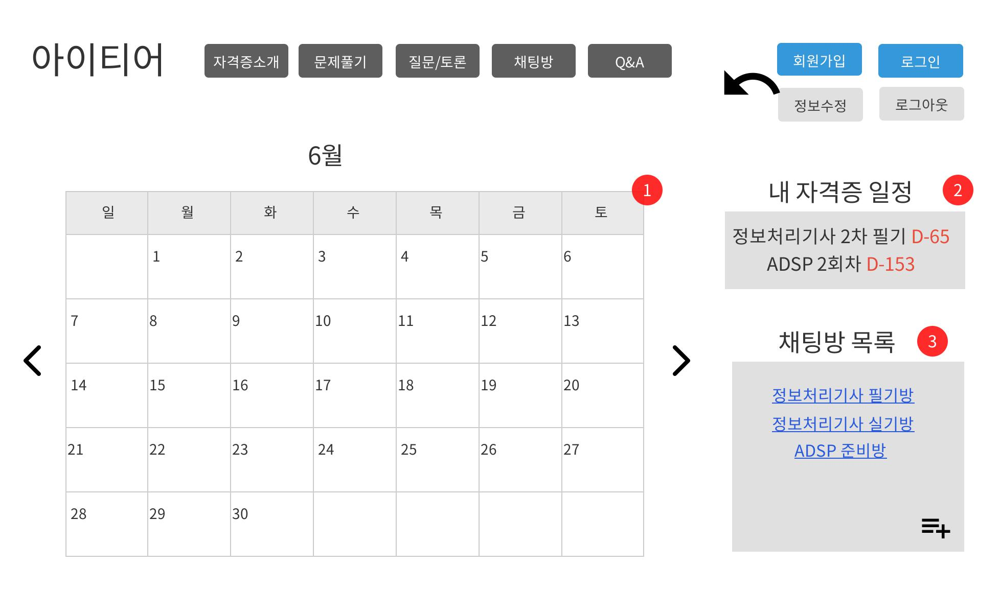 아이티어
자격증소개 문제풀기 질문/토론 채팅방 Q&A
회원가입 로그인
정보수정 로그아웃
6월
1
일 월 화 수 목 금 토
1 2 3 4 5 6
7 8 9 10 11 12 13
14 15 16 17 18 19 20
21 22 23 24 25 26 27
28 29 30
내 자격증 일정 2
정보처리기사 2차 필기 D-65
ADSP 2회차 D-153
채팅방 목록 3
정보처리기사 필기방
정보처리기사 실기방
ADSP 준비방